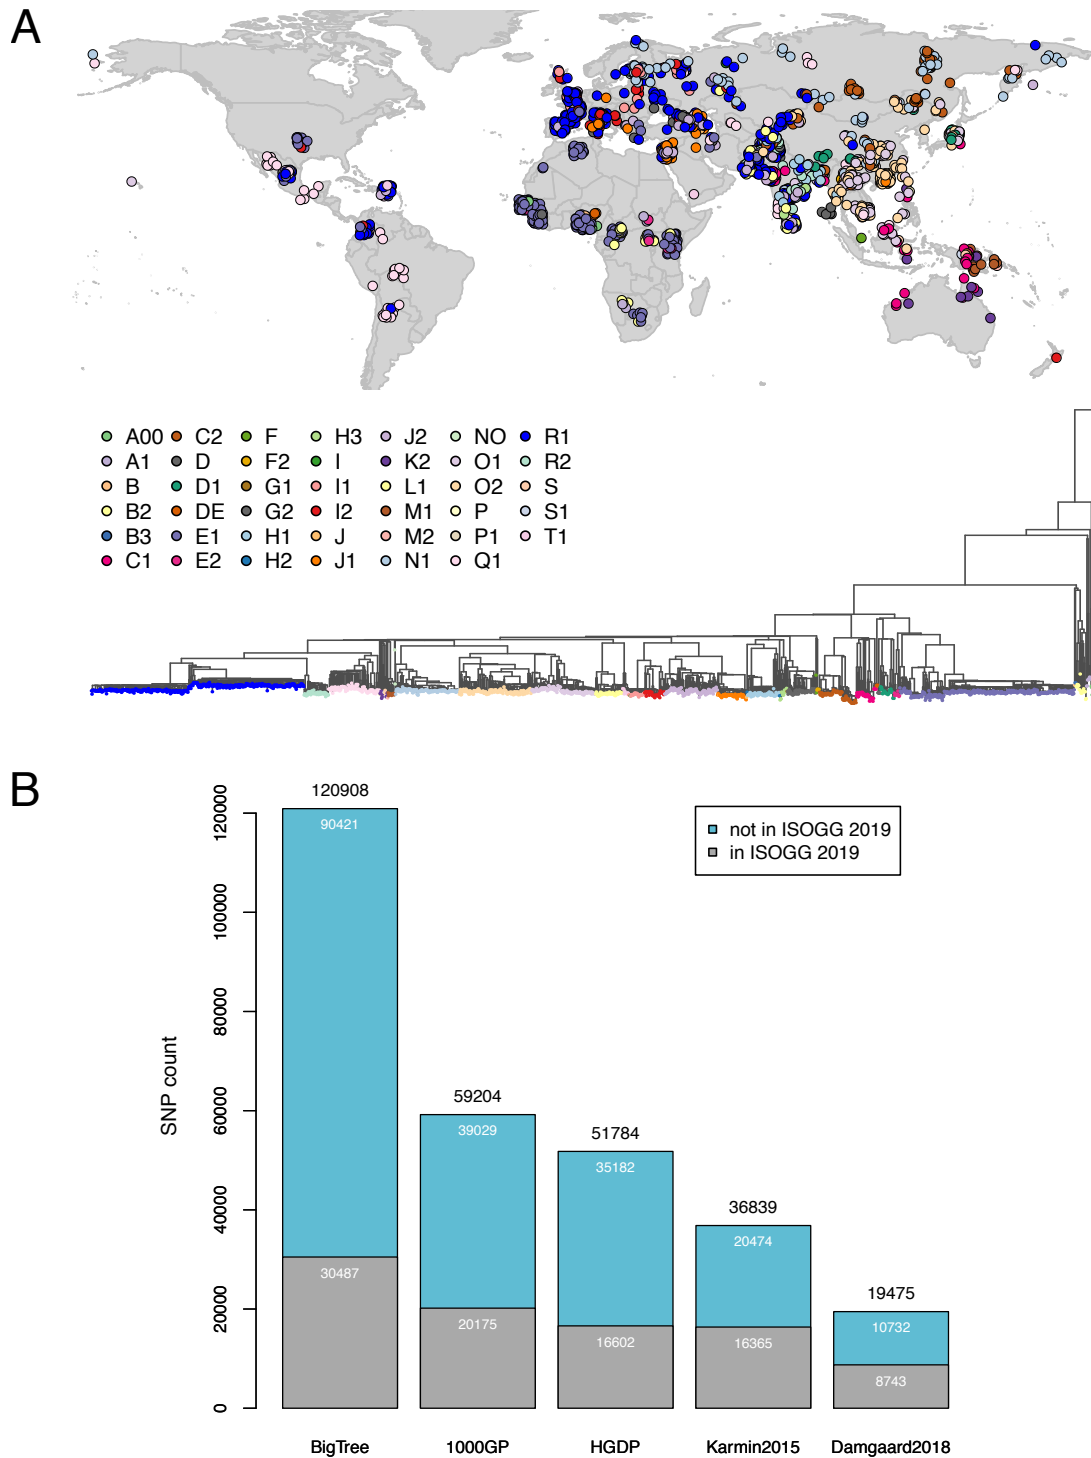 A
A00 C2 F H3 J2 NO R1
A1 D F2 I K2 O1 R2
B D1 G1 I1 L1 O2 S
B2 DE G2 I2 M1 P S1
B3 E1 H1 J M2 P1 T1
C1 E2 H2 J1 N1 Q1
B
SNP count
120000
100000
80000
60000
40000
20000
0
not in ISOGG 2019
in ISOGG 2019
120908
90421
30487
59204
39029
20175
51784
35182
16602
36839
20474
16365
19475
10732
8743
BigTree 1000GP HGDP Karmin2015 Damgaard2018